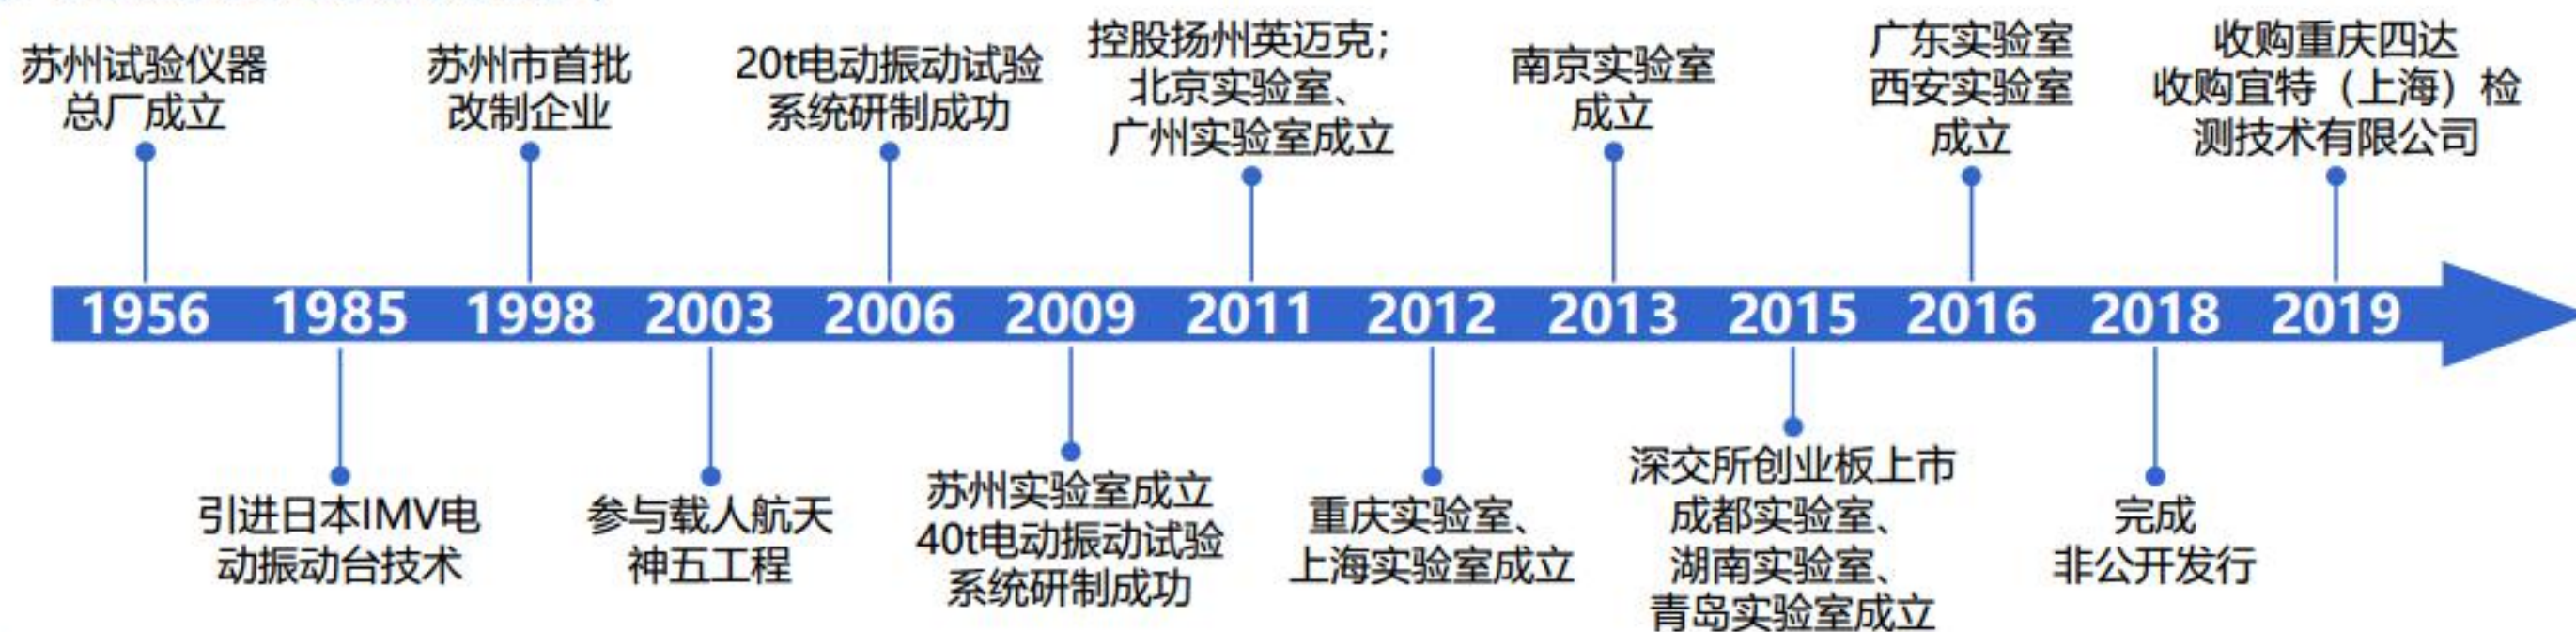 苏州试验仪器
总厂成立
苏州市首批
改制企业
20t电动振动试验
系统研制成功
控股扬州英迈克；
北京实验室、
广州实验室成立
南京实验室
成立
广东实验室
西安实验室
成立
收购重庆四达
收购宜特（上海）检
测技术有限公司
1956 1985 1998 2003 2006 2009 2011 2012 2013 2015 2016 2018 2019
引进日本IMV电
动振动台技术
参与载人航天
神五工程
苏州实验室成立
40t电动振动试验
系统研制成功
重庆实验室、
上海实验室成立
深交所创业板上市
成都实验室、
湖南实验室、
青岛实验室成立
完成
非公开发行